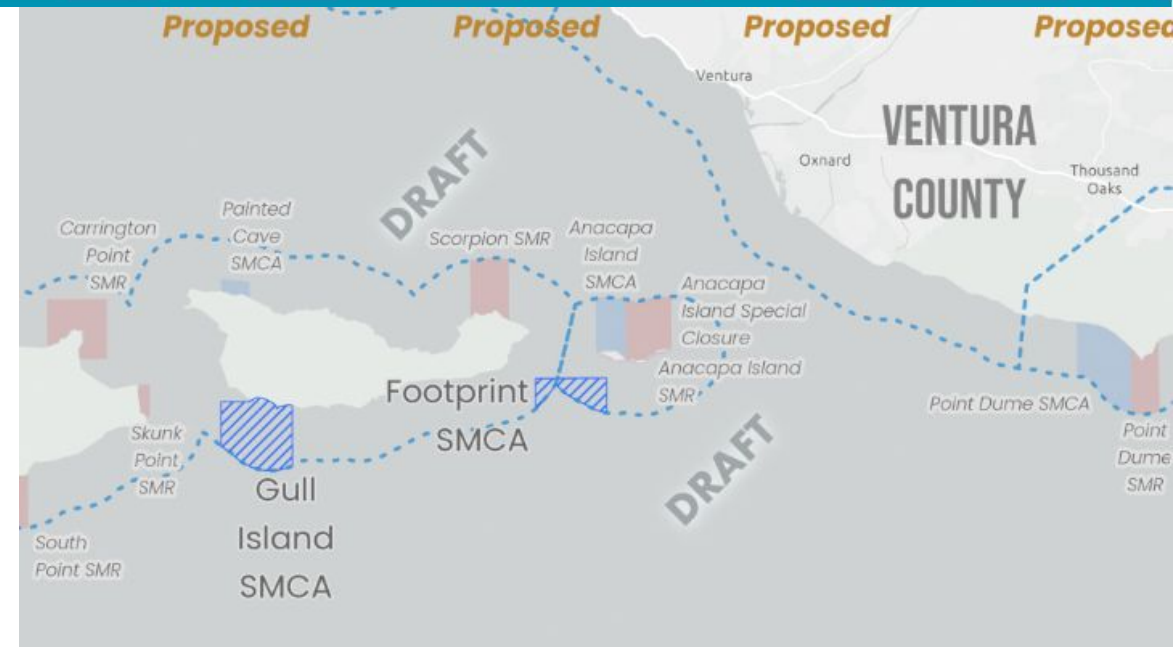 Proposed Proposed Proposed Proposed
Ventura
VENTURA
COUNTY
Oxnard
Thousand
Oaks
DRAFT
Painted
Cave
SMCA
Carrington
Point
SMR
Scorpion SMR
Anacapa
Island
SMCA
Anacapa
Island Special
Closure
Anacapa Island
SMR
Footprint
SMCA
Point Dume SMCA
Point
Dume
SMR
Skunk
Point
SMR
DRAFT
Gull
Island
SMCA
South
Point SMR